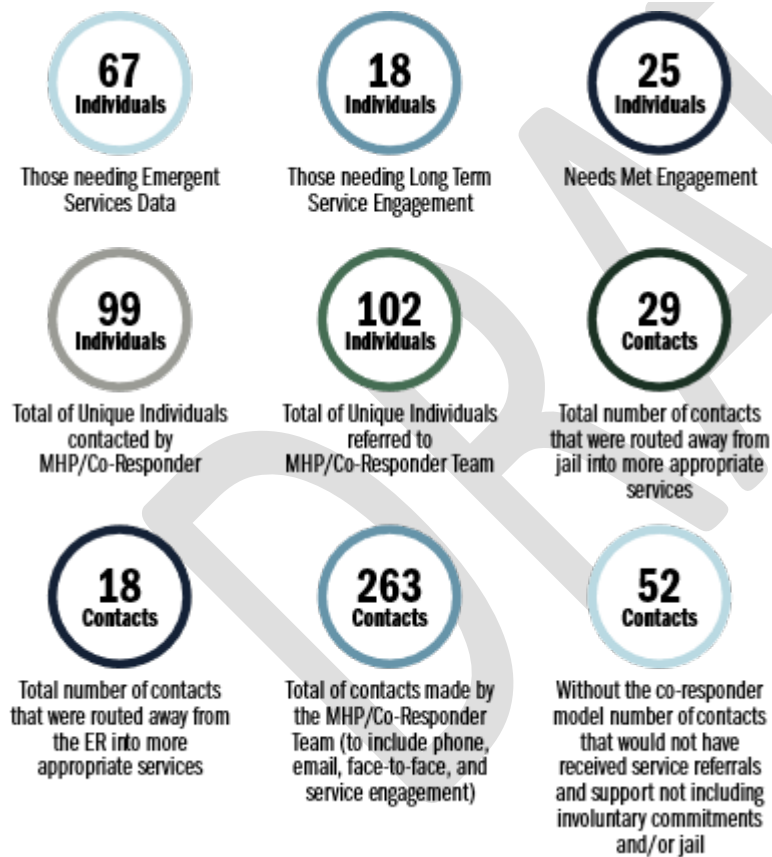 67
Individuals
Those needing Emergent
Services Data
18
Individuals
Those needing Long Term
Service Engagement
25
Individuals
Needs Met Engagement
99
Individuals
Total of Unique Individuals
contacted by
MHP/Co-Responder
102
Individuals
Total of Unique Individuals
referred to
MHP/Co-Responder Team
29
Contacts
Total number of contacts
that were routed away from
jail into more appropriate
services
18
Contacts
Total number of contacts
that were routed away from
the ER into more
appropriate services
263
Contacts
Total of contacts made by
the MHP/Co-Responder
Team (to include phone,
email, face-to-face, and
service engagement)
52
Contacts
Without the co-responder
model number of contacts
that would not have
received service referrals
and support not including
involuntary commitments
and/or jail
DRA